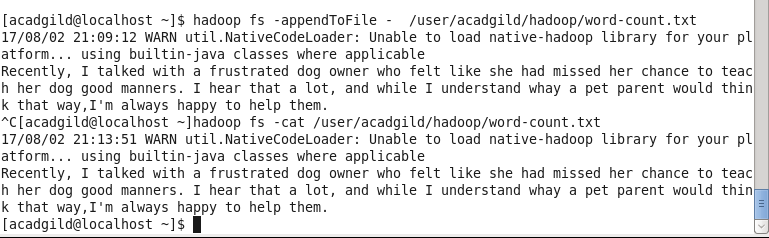 [acadgild@localhost ~]$ hadoop fs -appendToFile -  /user/acadgild/hadoop/word-count.txt
17/08/02 21:09:12 WARN util.NativeCodeLoader: Unable to load native-hadoop library for your pl
atform... using builtin-java classes where applicable
Recently, I talked with a frustrated dog owner who felt like she had missed her chance to teac
h her dog good manners. I hear that a lot, and while I understand whay a pet parent would thin
k that way,I'm always happy to help them.
^C[acadgild@localhost ~]hadoop fs -cat /user/acadgild/hadoop/word-count.txt
17/08/02 21:13:51 WARN util.NativeCodeLoader: Unable to load native-hadoop library for your pl
atform... using builtin-java classes where applicable
Recently, I talked with a frustrated dog owner who felt like she had missed her chance to teac
h her dog good manners. I hear that a lot, and while I understand whay a pet parent would thin
k that way,I'm always happy to help them.
[acadgild@localhost ~]$